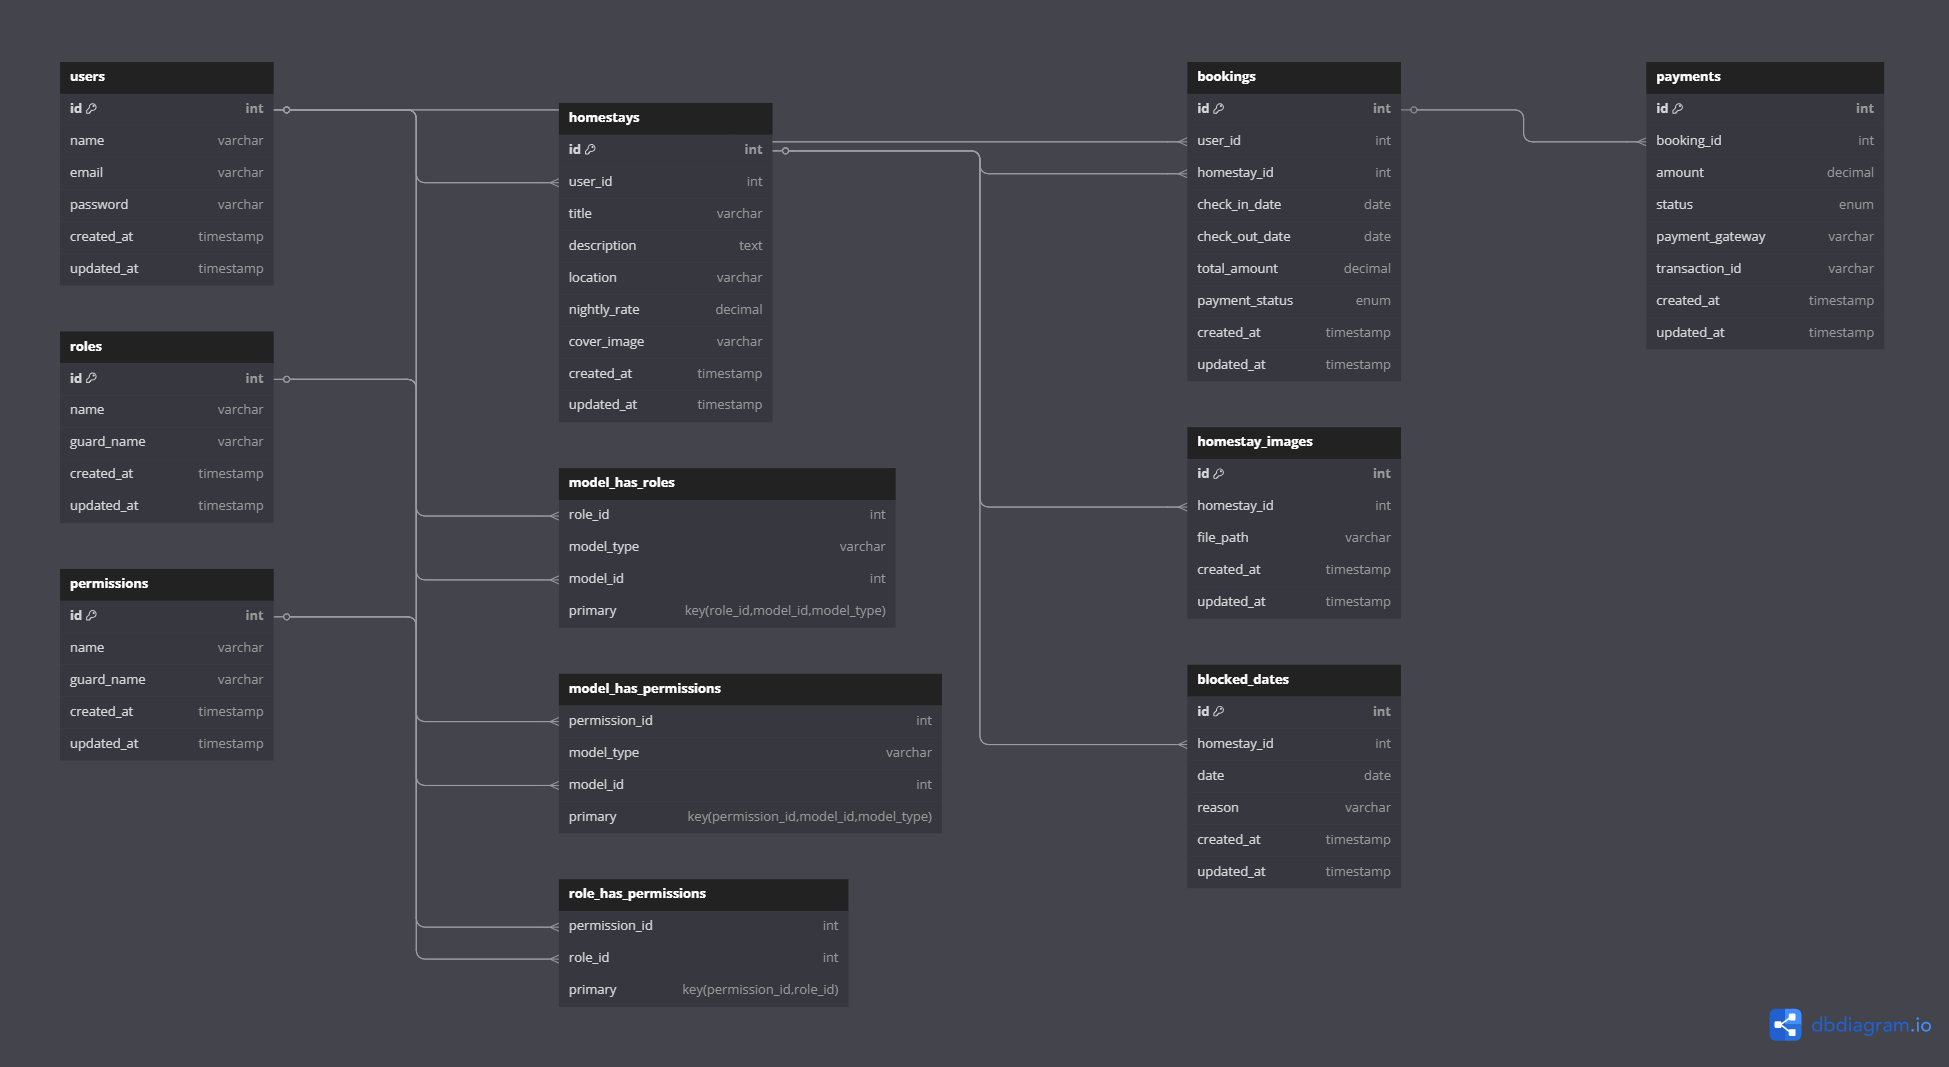 users
id int
name varchar
email varchar
password varchar
created_at timestamp
updated_at timestamp
roles
id int
name varchar
guard_name varchar
created_at timestamp
updated_at timestamp
permissions
id int
name varchar
guard_name varchar
created_at timestamp
updated_at timestamp
homestays
id int
user_id int
title varchar
description text
location varchar
nightly_rate decimal
cover_image varchar
created_at timestamp
updated_at timestamp
model_has_roles
role_id int
model_type varchar
model_id int
primary key(role_id,model_id,model_type)
model_has_permissions
permission_id int
model_type varchar
model_id int
primary key(permission_id,model_id,model_type)
role_has_permissions
permission_id int
role_id int
primary key(permission_id,role_id)
bookings
id int
user_id int
homestay_id int
check_in_date date
check_out_date date
total_amount decimal
payment_status enum
created_at timestamp
updated_at timestamp
homestay_images
id int
homestay_id int
file_path varchar
created_at timestamp
updated_at timestamp
blocked_dates
id int
homestay_id int
date date
reason varchar
created_at timestamp
updated_at timestamp
payments
id int
booking_id int
amount decimal
status enum
payment_gateway varchar
transaction_id varchar
created_at timestamp
updated_at timestamp
dbdiagram.io